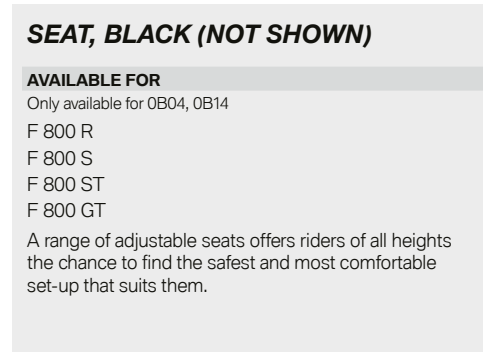 SEAT, BLACK (NOT SHOWN)
AVAILABLE FOR
Only available for 0B04, 0B14
F 800 R
F 800 S
F 800 ST
F 800 GT
A range of adjustable seats offers riders of all heights
the chance to find the safest and most comfortable
set-up that suits them.